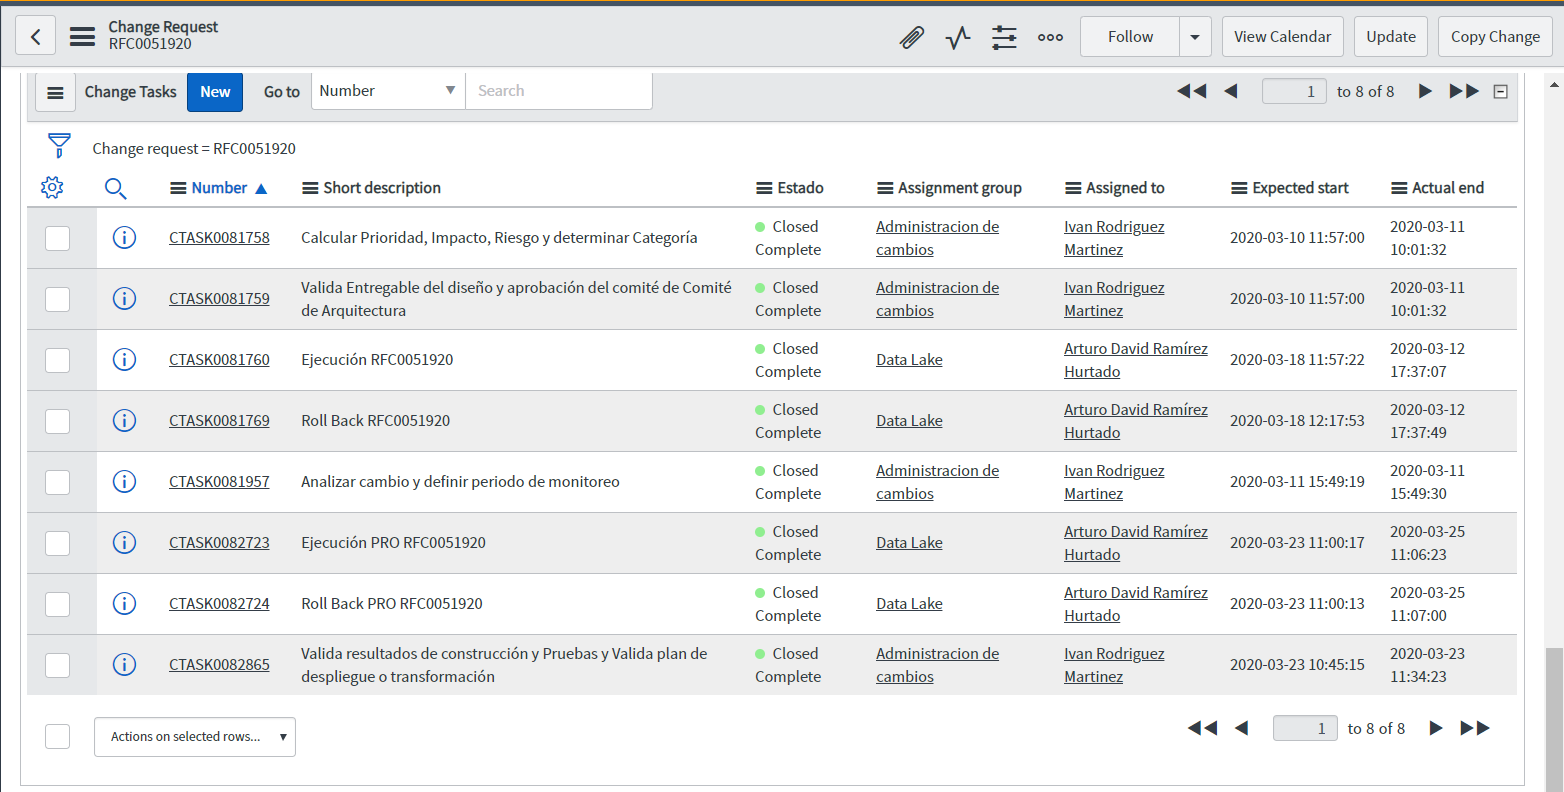 Change Request
RFC0051920
Follow
View Calendar
Update
Copy Change
Change Tasks
New
Go to
Number
Search
1 to 8 of 8
Change request = RFC0051920
Number
Short description
Estado
Assignment group
Assigned to
Expected start
Actual end
CTASK0081758
Calcular Prioridad, Impacto, Riesgo y determinar Categoría
Closed
Complete
Administracion de
cambios
Ivan Rodriguez
Martinez
2020-03-10 11:57:00
2020-03-11
10:01:32
CTASK0081759
Valida Entregable del diseño y aprobación del comité de Comité
de Arquitectura
Closed
Complete
Administracion de
cambios
Ivan Rodriguez
Martinez
2020-03-10 11:57:00
2020-03-11
10:01:32
CTASK0081760
Ejecución RFC0051920
Closed
Complete
Data Lake
Arturo David Ramírez
Hurtado
2020-03-18 11:57:22
2020-03-12
17:37:07
CTASK0081769
Roll Back RFC0051920
Closed
Complete
Data Lake
Arturo David Ramírez
Hurtado
2020-03-18 12:17:53
2020-03-12
17:37:49
CTASK0081957
Analizar cambio y definir periodo de monitoreo
Closed
Complete
Administracion de
cambios
Ivan Rodriguez
Martinez
2020-03-11 15:49:19
2020-03-11
15:49:30
CTASK0082723
Ejecución PRO RFC0051920
Closed
Complete
Data Lake
Arturo David Ramírez
Hurtado
2020-03-23 11:00:17
2020-03-25
11:06:23
CTASK0082724
Roll Back PRO RFC0051920
Closed
Complete
Data Lake
Arturo David Ramírez
Hurtado
2020-03-23 11:00:13
2020-03-25
11:07:00
CTASK0082865
Valida resultados de construcción y Pruebas y Valida plan de
despliegue o transformación
Closed
Complete
Administracion de
cambios
Ivan Rodriguez
Martinez
2020-03-23 10:45:15
2020-03-23
11:34:23
Actions on selected rows...
1 to 8 of 8